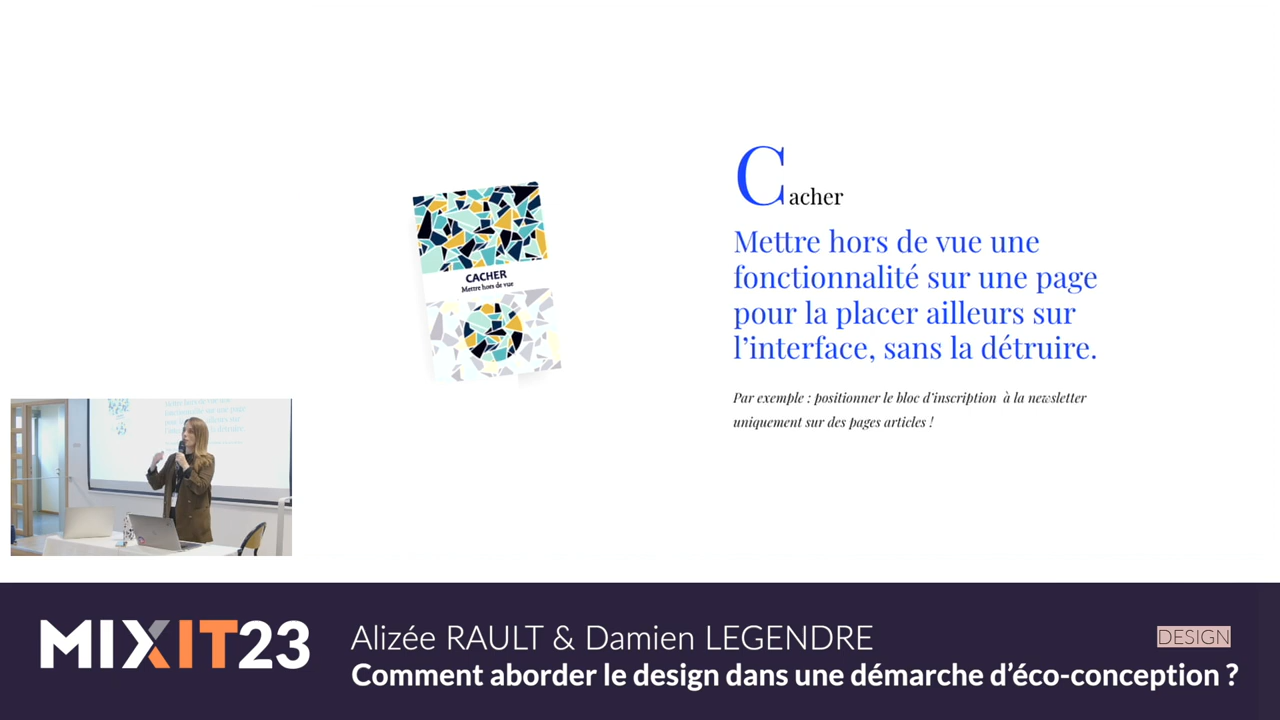 Cacher
Mettre hors de vue une
fonctionnalité sur une page
pour la placer ailleurs sur
l’interface, sans la détruire.
Par exemple : positionner le bloc d’inscription à la newsletter
uniquement sur des pages articles !
CACHER
Mettre hors de vue
MIXIT23
Alizée RAULT & Damien LEGENDRE
DESIGN
Comment aborder le design dans une démarche d’éco-conception ?